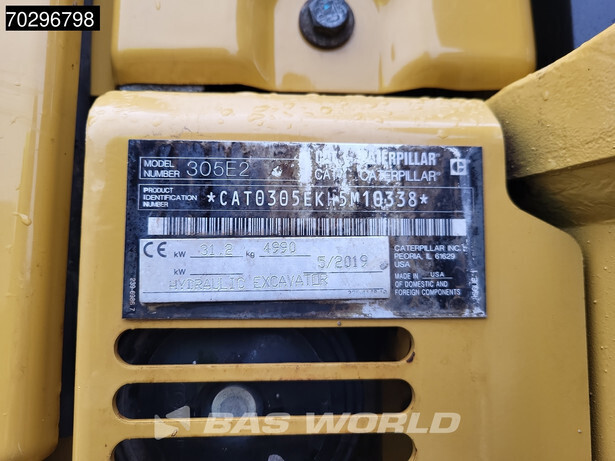 70296798
MODEL NUMBER 305E2
CAT CATERPILLAR
CAT CATERPILLAR
PRODUCT IDENTIFICATION NUMBER *CAT0305EKH5M10338*
CE kW 31.2 kg 4990
kW 5/2019
HYDRAULIC EXCAVATOR
CATERPILLAR INC.
PEORIA, IL 61629
USA
MADE IN USA
OF DOMESTIC AND
FOREIGN COMPONENTS
BAS WORLD